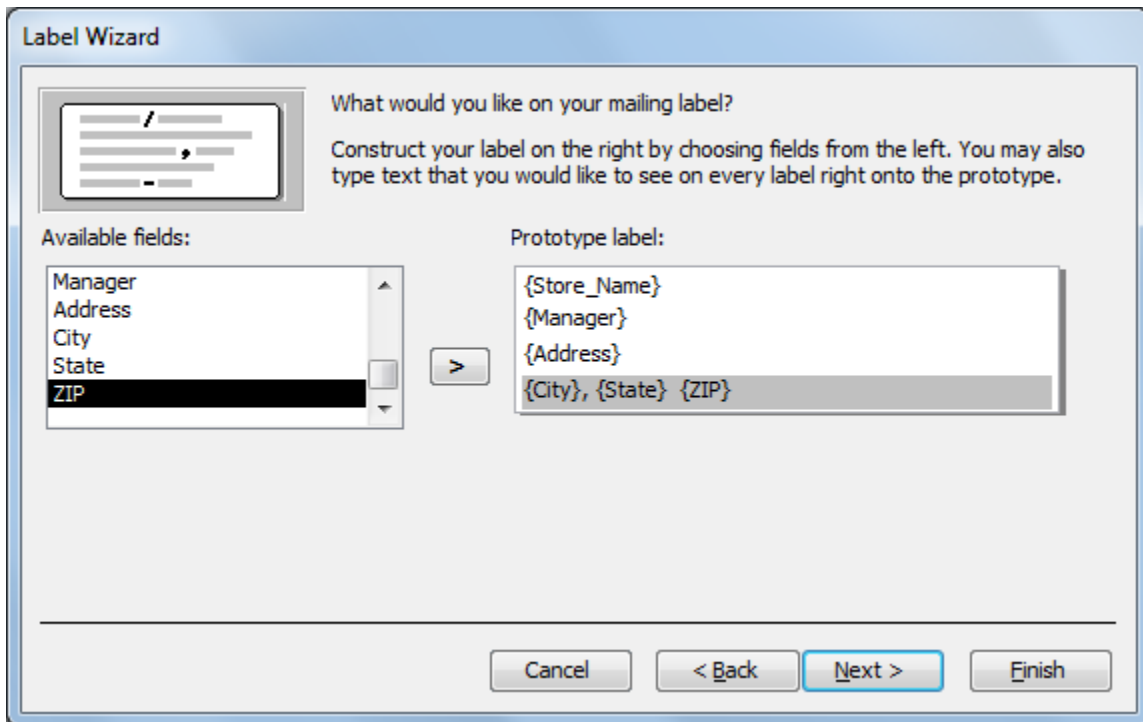 Label Wizard
What would you like on your mailing label?
Construct your label on the right by choosing fields from the left. You may also
type text that you would like to see on every label right onto the prototype.
Available fields:
Manager
Address
City
State
ZIP
>
Prototype label:
{Store_Name}
{Manager}
{Address}
{City}, {State}  {ZIP}
Cancel
< Back
Next >
Finish